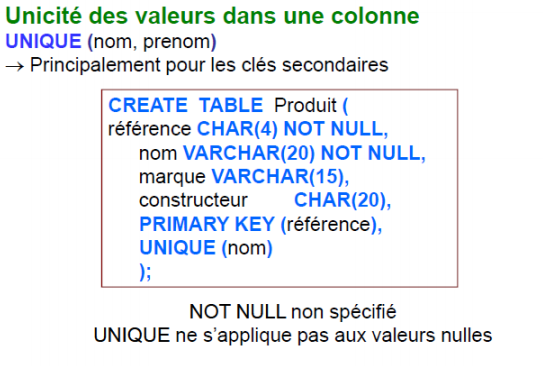 Unicité des valeurs dans une colonne
UNIQUE (nom, prenom)
→ Principalement pour les clés secondaires
CREATE TABLE Produit (
référence CHAR(4) NOT NULL,
nom VARCHAR(20) NOT NULL,
marque VARCHAR(15),
constructeur CHAR(20),
PRIMARY KEY (référence),
UNIQUE (nom)
);
NOT NULL non spécifié
UNIQUE ne s'applique pas aux valeurs nulles